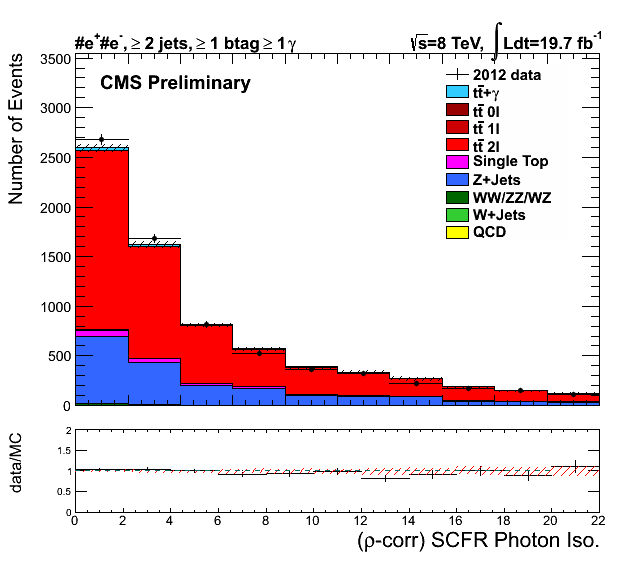 #e⁺#e⁻, ≥ 2 jets, ≥ 1 btag ≥ 1 γ
√s=8 TeV, ∫ Ldt=19.7 fb⁻¹
CMS Preliminary
Number of Events
3500
3000
2500
2000
1500
1000
500
0
2012 data
tt̄+γ
tt̄ 0l
tt̄ 1l
tt̄ 2l
Single Top
Z+Jets
WW/ZZ/WZ
W+Jets
QCD
data/MC
2
1.5
1
0.5
0
0 2 4 6 8 10 12 14 16 18 20 22
(ρ-corr) SCFR Photon Iso.